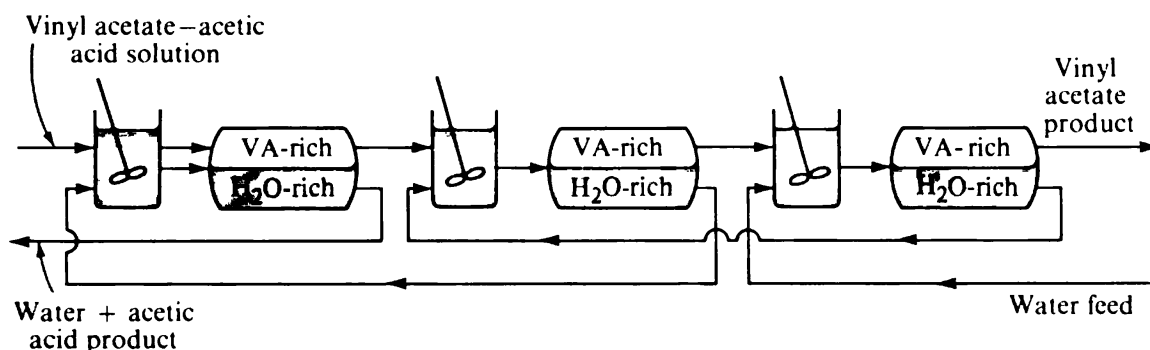 Vinyl acetate–acetic
acid solution
Vinyl
acetate
product
VA-rich
H₂O-rich
VA-rich
H₂O-rich
VA-rich
H₂O-rich
Water + acetic
acid product
Water feed